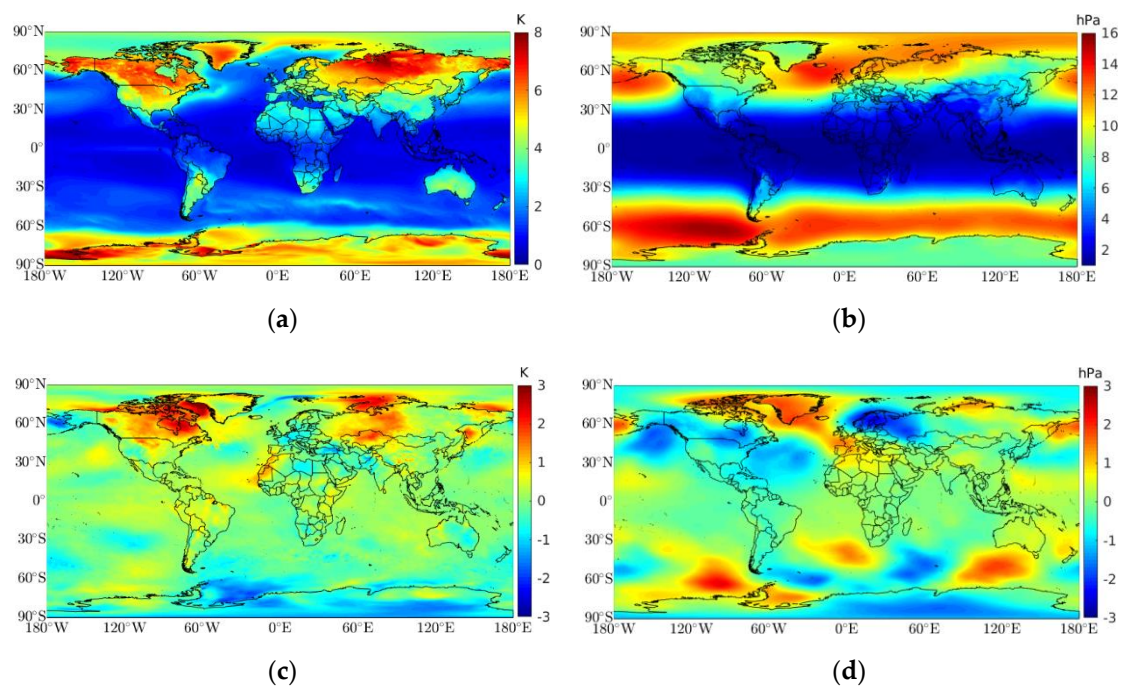 K hPa
90°N 8 90°N 16
60°N 6 60°N 14
30°N 30°N 12
0° 4 0° 10
30°S 30°S 8
60°S 2 60°S 6
90°S 0 90°S 4
2
180°W 120°W 60°W 0°E 60°E 120°E 180°E 180°W 120°W 60°W 0°E 60°E 120°E 180°E
(a) (b)
K hPa
90°N 3 90°N 3
60°N 2 60°N 2
30°N 1 30°N 1
0° 0 0° 0
30°S -1 30°S -1
60°S -2 60°S -2
90°S -3 90°S -3
180°W 120°W 60°W 0°E 60°E 120°E 180°E 180°W 120°W 60°W 0°E 60°E 120°E 180°E
(c) (d)